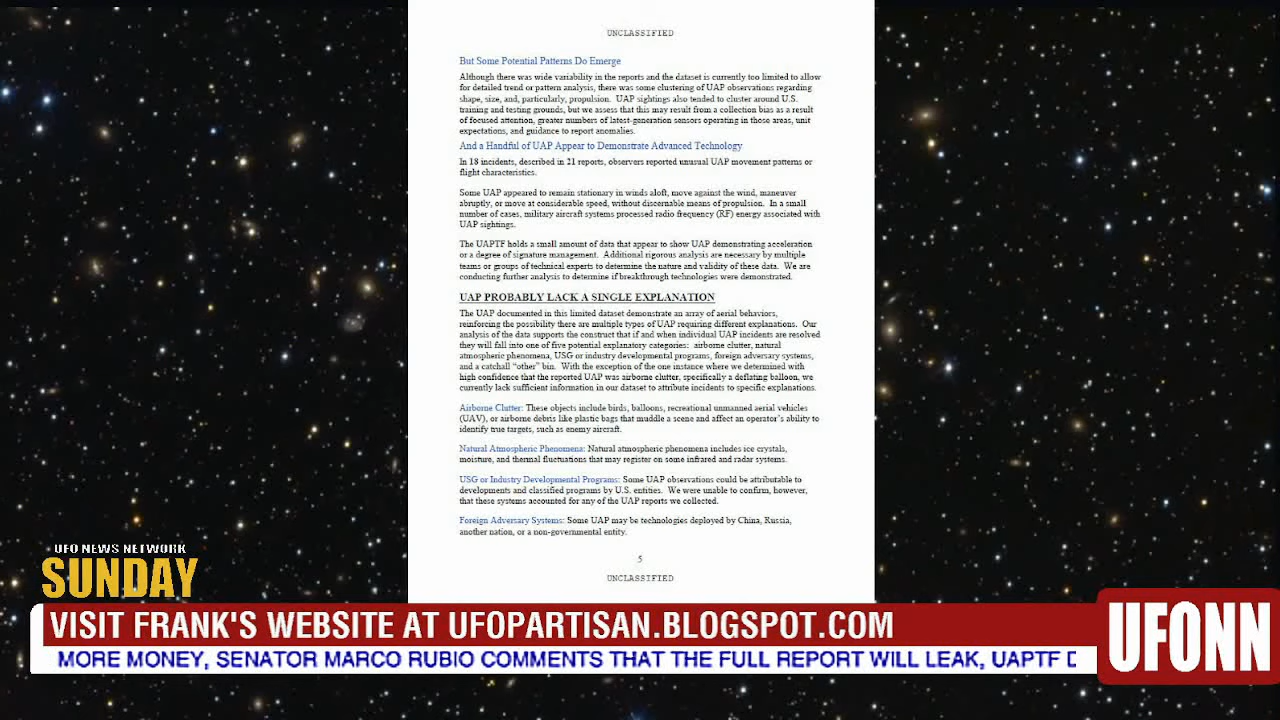 UNCLASSIFIED
But Some Potential Patterns Do Emerge
Although there was wide variability in the reports and the dataset is currently too limited to allow
for detailed trend or pattern analysis, there was some clustering of UAP observations regarding
shape, size, and, particularly, propulsion.  UAP sightings also tended to cluster around U.S.
training and testing grounds, but we assess that this may result from a collection bias as a result
of focused attention, greater numbers of latest-generation sensors operating in those areas, unit
expectations, and guidance to report anomalies.
And a Handful of UAP Appear to Demonstrate Advanced Technology
In 18 incidents, described in 21 reports, observers reported unusual UAP movement patterns or
flight characteristics.
Some UAP appeared to remain stationary in winds aloft, move against the wind, maneuver
abruptly, or move at considerable speed, without discernable means of propulsion.  In a small
number of cases, military aircraft systems processed radio frequency (RF) energy associated with
UAP sightings.
The UAPTF holds a small amount of data that appear to show UAP demonstrating acceleration
or a degree of signature management.  Additional rigorous analysis are necessary by multiple
teams or groups of technical experts to determine the nature and validity of these data.  We are
conducting further analysis to determine if breakthrough technologies were demonstrated.
UAP PROBABLY LACK A SINGLE EXPLANATION
The UAP documented in this limited dataset demonstrate an array of aerial behaviors,
reinforcing the possibility there are multiple types of UAP requiring different explanations.  Our
analysis of the data supports the construct that if and when individual UAP incidents are resolved
they will fall into one of five potential explanatory categories:  airborne clutter, natural
atmospheric phenomena, USG or industry developmental programs, foreign adversary systems,
and a catchall “other” bin.  With the exception of the one instance where we determined with
high confidence that the reported UAP was airborne clutter, specifically a deflating balloon, we
currently lack sufficient information in our dataset to attribute incidents to specific explanations.
Airborne Clutter: These objects include birds, balloons, recreational unmanned aerial vehicles
(UAV), or airborne debris like plastic bags that muddle a scene and affect an operator’s ability to
identify true targets, such as enemy aircraft.
Natural Atmospheric Phenomena: Natural atmospheric phenomena includes ice crystals,
moisture, and thermal fluctuations that may register on some infrared and radar systems.
USG or Industry Developmental Programs: Some UAP observations could be attributable to
developments and classified programs by U.S. entities.  We were unable to confirm, however,
that these systems accounted for any of the UAP reports we collected.
Foreign Adversary Systems: Some UAP may be technologies deployed by China, Russia,
another nation, or a non-governmental entity.
5
UNCLASSIFIED
UFO NEWS NETWORK
SUNDAY
VISIT FRANK'S WEBSITE AT UFOPARTISAN.BLOGSPOT.COM
UFONN
MORE MONEY, SENATOR MARCO RUBIO COMMENTS THAT THE FULL REPORT WILL LEAK, UAPTF